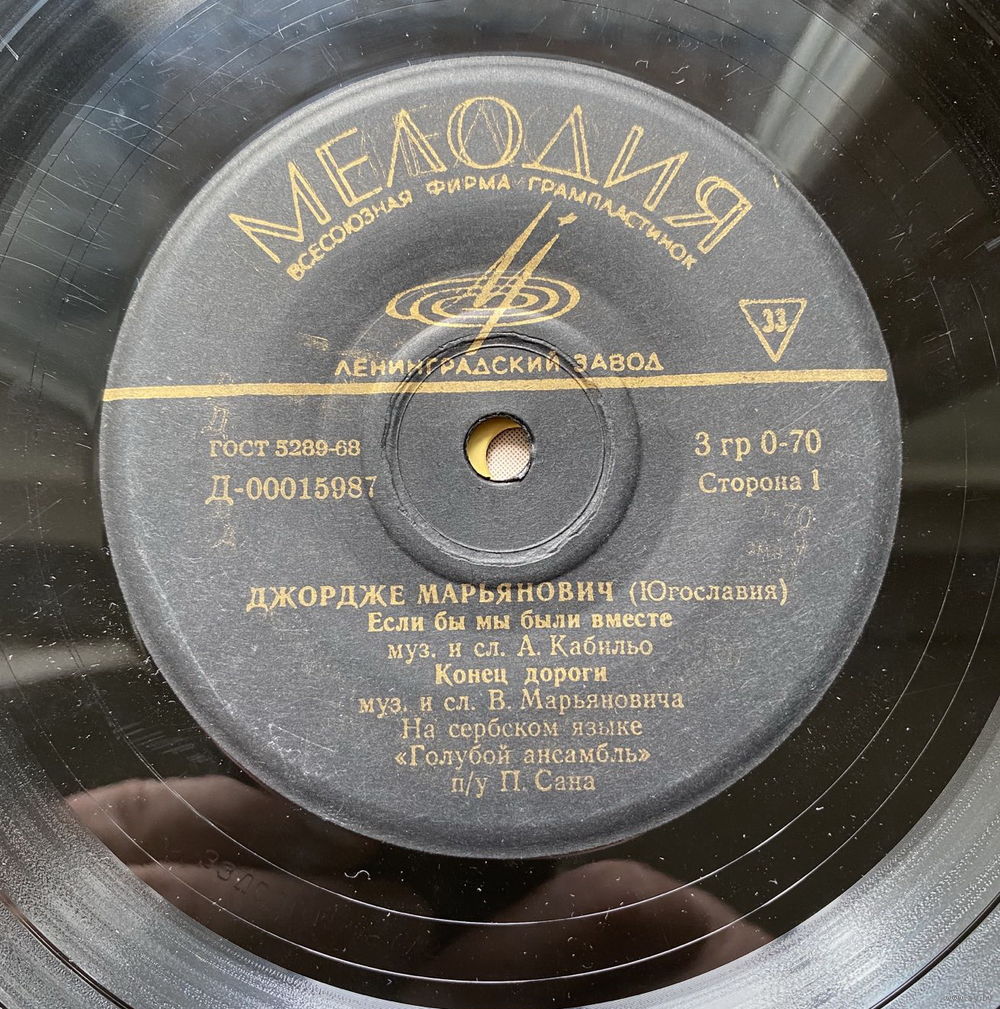 МЕЛОДИЯ
ВСЕСОЮЗНАЯ ФИРМА ГРАМПЛАСТИНОК
33
ЛЕНИНГРАДСКИЙ ЗАВОД
ГОСТ 5289-68
3 гр 0-70
Д-00015987
Сторона 1
ДЖОРДЖЕ МАРЬЯНОВИЧ (Югославия)
Если бы мы были вместе
муз. и сл. А. Кабильо
Конец дороги
муз. и сл. В. Марьяновича
На сербском языке
«Голубой ансамбль»
п/у П. Сана